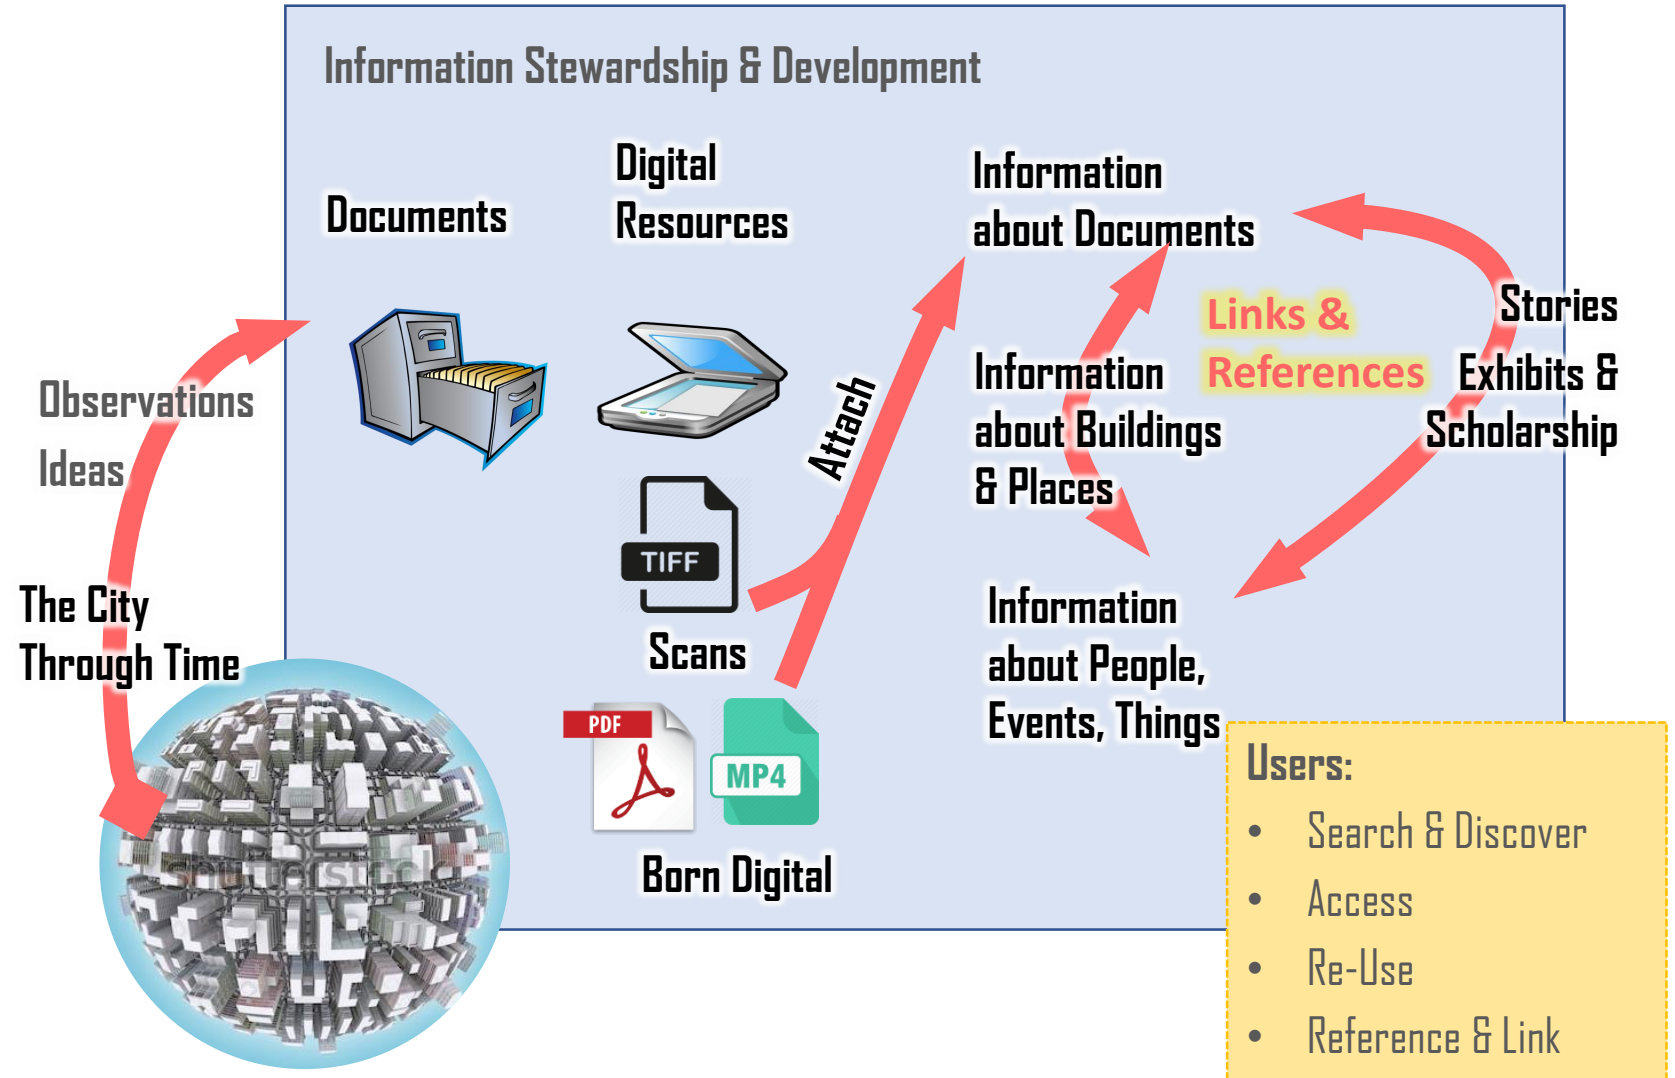 Information Stewardship & Development
Documents
Digital
Resources
Information
about Documents
Links &
References
Stories
Exhibits &
Scholarship
Observations
Ideas
Attach
Information
about Buildings
& Places
The City
Through Time
TIFF
Scans
PDF
MP4
Born Digital
Information
about People,
Events, Things
shutterstock
Users:
• Search & Discover
• Access
• Re-Use
• Reference & Link